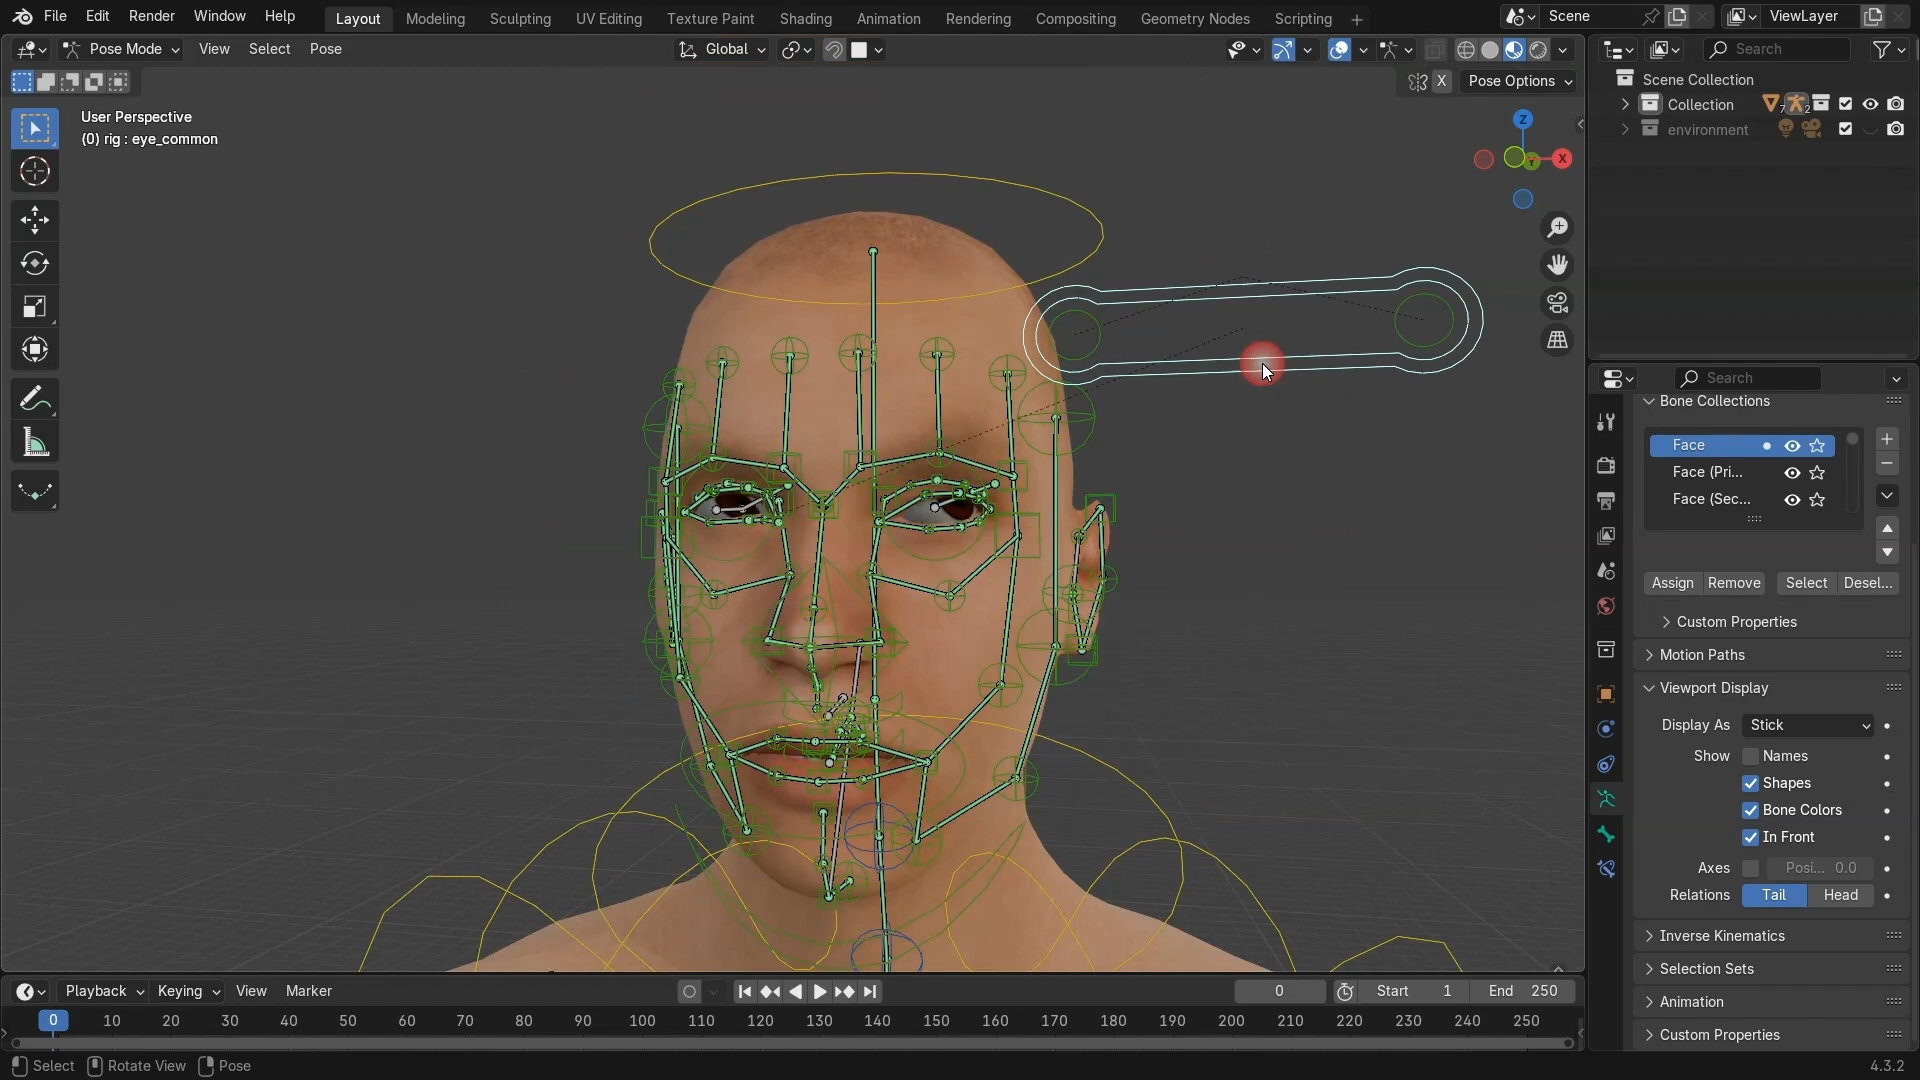 File Edit Render Window Help Layout Modeling Sculpting UV Editing Texture Paint Shading Animation Rendering Compositing Geometry Nodes Scripting + Scene ViewLayer
Pose Mode View Select Pose Global Search
X Pose Options
User Perspective
(0) rig : eye_common
Z
X
Y
Scene Collection
Collection 7 2
environment
Search
Bone Collections
Face
Face (Pri...
Face (Sec...
Assign Remove Select Desel...
Custom Properties
Motion Paths
Viewport Display
Display As Stick
Show Names
Shapes
Bone Colors
In Front
Axes Posi... 0.0
Relations Tail Head
Inverse Kinematics
Selection Sets
Animation
Custom Properties
Playback Keying View Marker 0 Start 1 End 250
0 10 20 30 40 50 60 70 80 90 100 110 120 130 140 150 160 170 180 190 200 210 220 230 240 250
Select Rotate View Pose 4.3.2